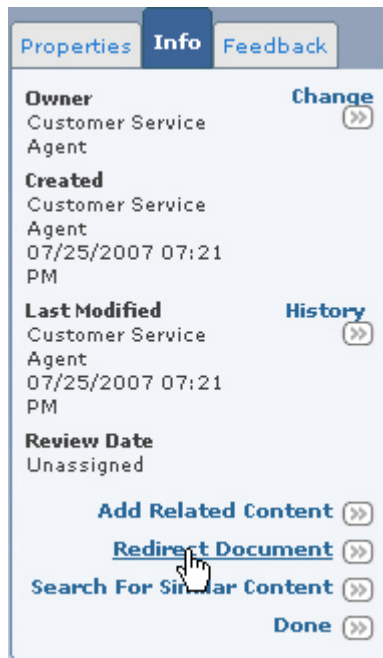 Properties Info Feedback
Owner Change
Customer Service
Agent
Created
Customer Service
Agent
07/25/2007 07:21
PM
Last Modified History
Customer Service
Agent
07/25/2007 07:21
PM
Review Date
Unassigned
Add Related Content
Redirect Document
Search For Similar Content
Done